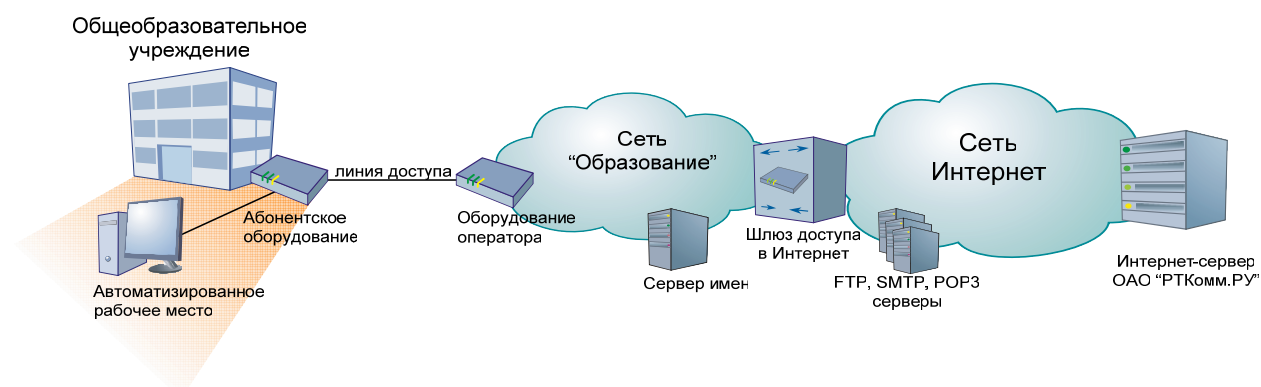 Общеобразовательное
учреждение
линия доступа
Абонентское
оборудование
Автоматизированное
рабочее место
Оборудование
оператора
Сеть
“Образование”
Сервер имен
Шлюз доступа
в Интернет
Сеть
Интернет
FTP, SMTP, POP3
серверы
Интернет-сервер
ОАО “РТКомм.РУ”